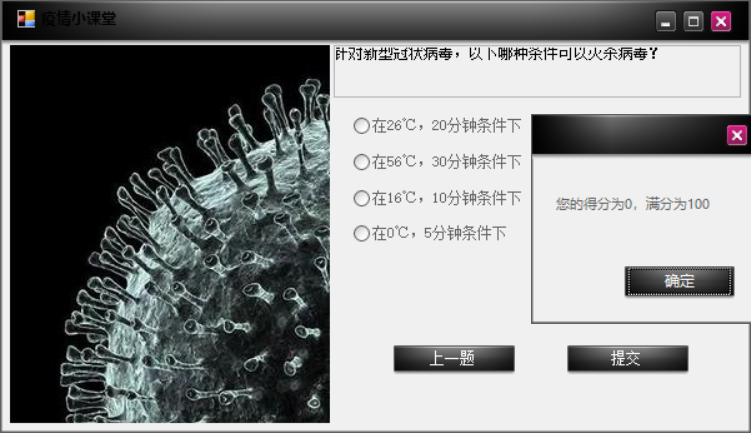 疫情小课堂
针对新型冠状病毒，以下哪种条件可以灭杀病毒？
在26℃，20分钟条件下
在56℃，30分钟条件下
在16℃，10分钟条件下
在0℃，5分钟条件下
您的得分为0，满分为100
确定
上一题
提交